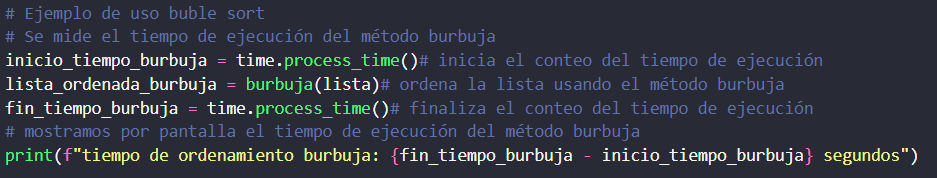 # Ejemplo de uso buble sort
# Se mide el tiempo de ejecución del método burbuja
inicio_tiempo_burbuja = time.process_time()# inicia el conteo del tiempo de ejecución
lista_ordenada_burbuja = burbuja(lista)# ordena la lista usando el método burbuja
fin_tiempo_burbuja = time.process_time()# finaliza el conteo del tiempo de ejecución
# mostramos por pantalla el tiempo de ejecución del método burbuja
print(f"tiempo de ordenamiento burbuja: {fin_tiempo_burbuja - inicio_tiempo_burbuja} segundos")